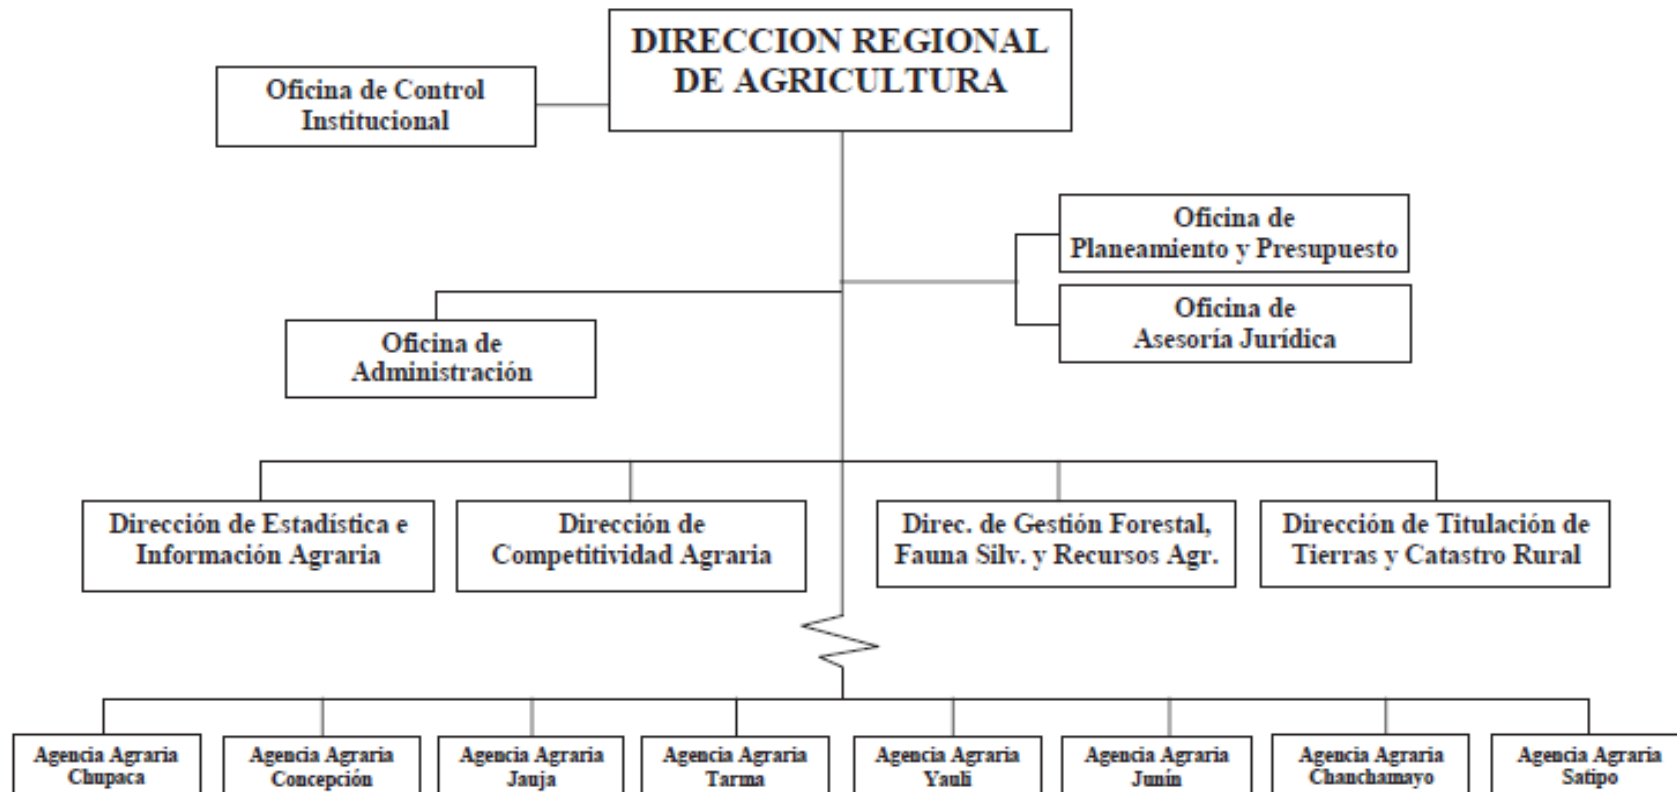 DIRECCION REGIONAL
DE AGRICULTURA
Oficina de Control
Institucional
Oficina de
Planeamiento y Presupuesto
Oficina de
Asesoría Jurídica
Oficina de
Administración
Dirección de Estadística e
Información Agraria
Dirección de
Competitividad Agraria
Direc. de Gestión Forestal,
Fauna Silv. y Recursos Agr.
Dirección de Titulación de
Tierras y Catastro Rural
Agencia Agraria
Chupaca
Agencia Agraria
Concepción
Agencia Agraria
Jauja
Agencia Agraria
Tarma
Agencia Agraria
Yauli
Agencia Agraria
Junín
Agencia Agraria
Chanchamayo
Agencia Agraria
Satipo